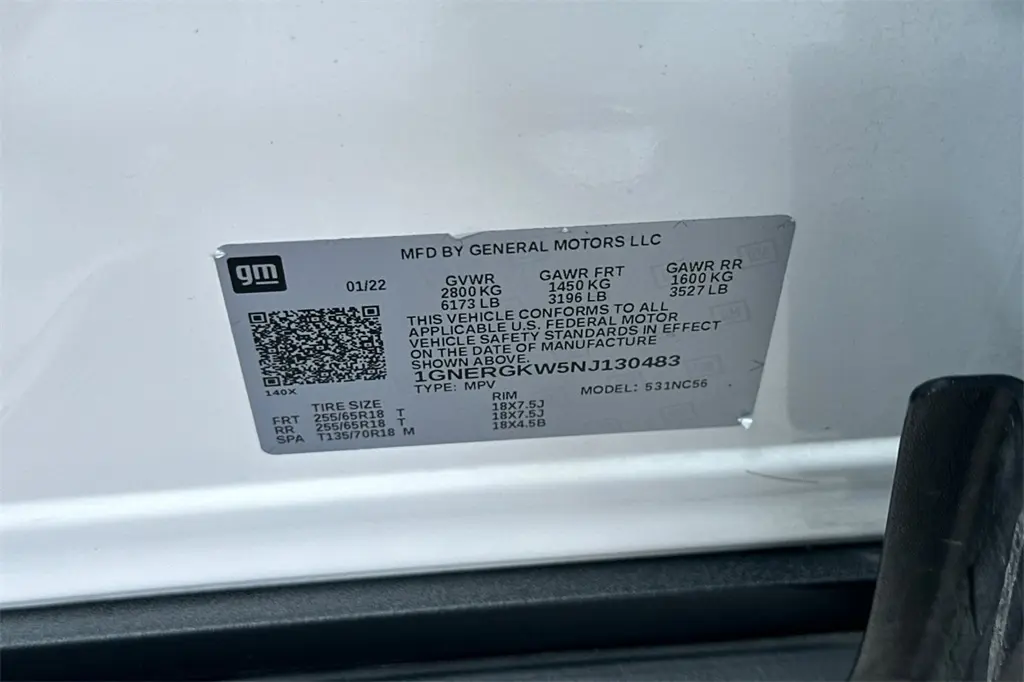 MFD BY GENERAL MOTORS LLC
gm
01/22
GVWR GAWR FRT GAWR RR
2800 KG 1450 KG 1600 KG
6173 LB 3196 LB 3527 LB
THIS VEHICLE CONFORMS TO ALL
APPLICABLE U.S. FEDERAL MOTOR
VEHICLE SAFETY STANDARDS IN EFFECT
ON THE DATE OF MANUFACTURE
SHOWN ABOVE.
1GNERGKW5NJ130483
140X
TYPE: MPV MODEL: 531NC56
TIRE SIZE RIM
FRT 255/65R18 T 18X7.5J
RR 255/65R18 T 18X7.5J
SPA T135/70R18 M 18X4.5B